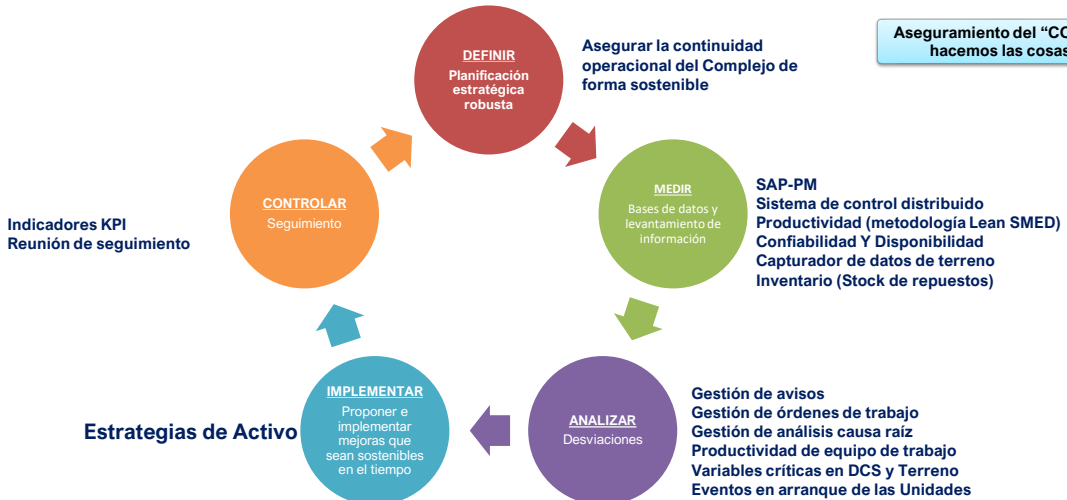 Aseguramiento del “CO
hacemos las cosas
DEFINIR
Planificación
estratégica
robusta
Asegurar la continuidad
operacional del Complejo de
forma sostenible
MEDIR
Bases de datos y
levantamiento de
información
SAP-PM
Sistema de control distribuido
Productividad (metodología Lean SMED)
Confiabilidad Y Disponibilidad
Capturador de datos de terreno
Inventario (Stock de repuestos)
ANALIZAR
Desviaciones
Gestión de avisos
Gestión de órdenes de trabajo
Gestión de análisis causa raíz
Productividad de equipo de trabajo
Variables críticas en DCS y Terreno
Eventos en arranque de las Unidades
IMPLEMENTAR
Proponer e
implementar
mejoras que
sean sostenibles
en el tiempo
Estrategias de Activo
CONTROLAR
Seguimiento
Indicadores KPI
Reunión de seguimiento